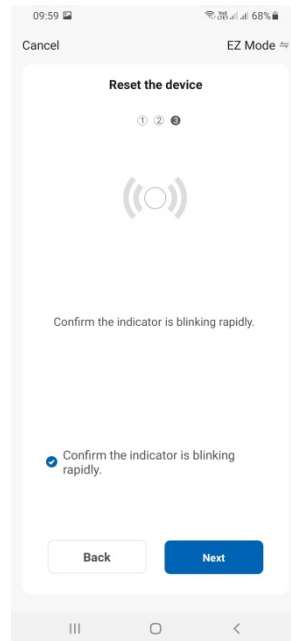 09:59 68%
Cancel EZ Mode
Reset the device
1 2 3
Confirm the indicator is blinking rapidly.
Confirm the indicator is blinking
rapidly.
Back Next